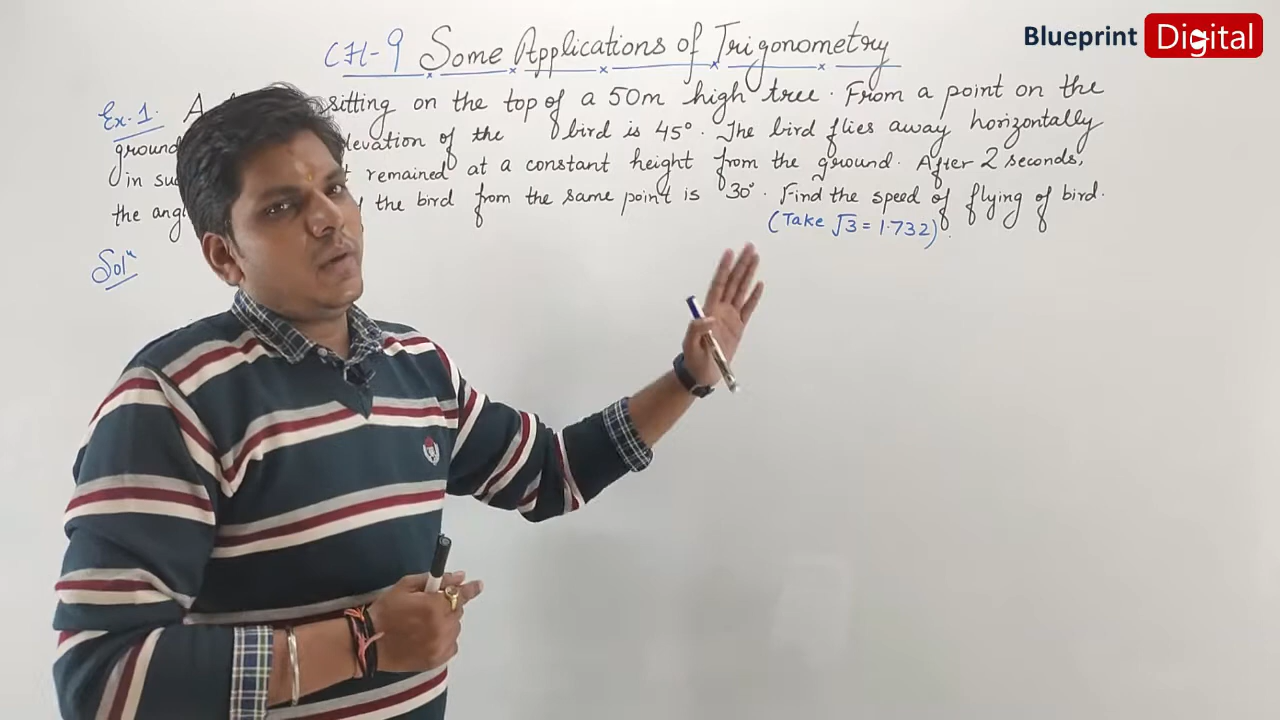 Blueprint Digital
CH-9 Some Applications of Trigonometry
Ex-1. A sitting on the top of a 50m high tree. From a point on the
ground elevation of the bird is 45°. The bird flies away horizontally
in remained at a constant height from the ground. After 2 seconds,
the the bird from the same point is 30°. Find the speed of flying of bird.
(Take √3 = 1.732).
Solⁿ